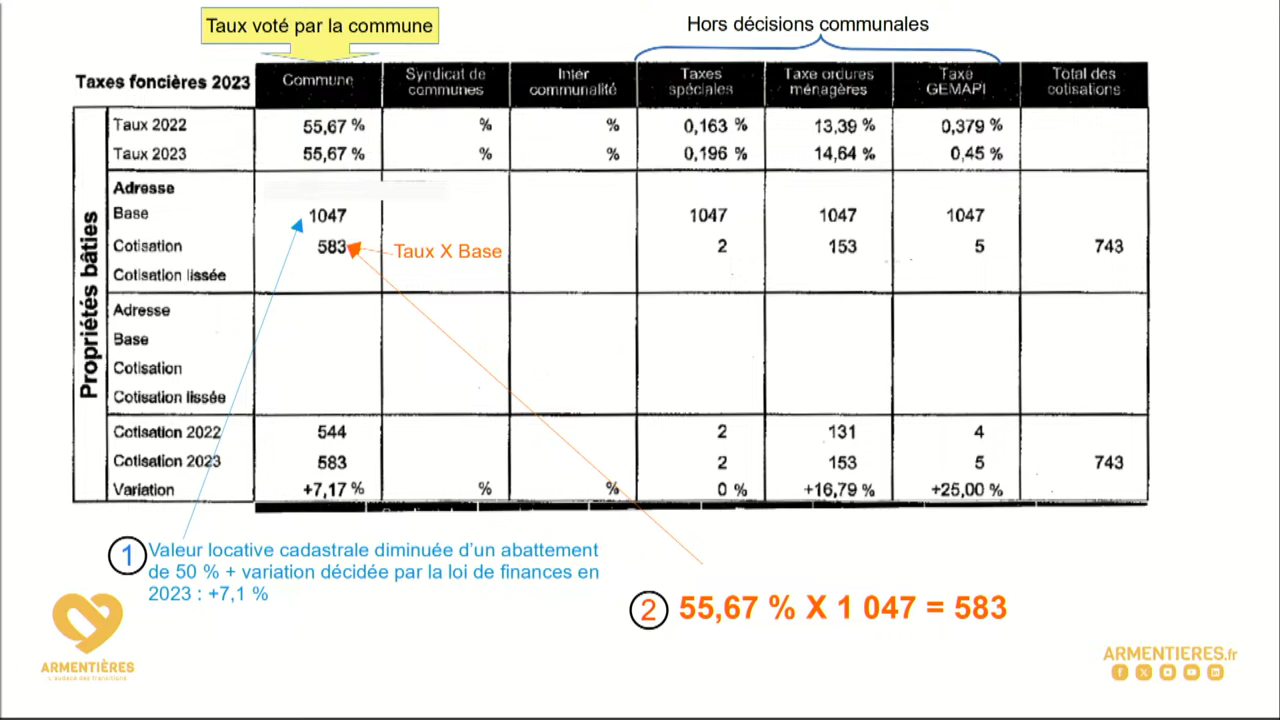 Taux voté par la commune
Hors décisions communales
Taxes foncières 2023
Commune
Syndicat de
communes
Inter
communalité
Taxes
spéciales
Taxe ordures
ménagères
Taxe
GEMAPI
Total des
cotisations
Propriétés bâties
Taux 2022 55,67 % % % 0,163 % 13,39 % 0,379 %
Taux 2023 55,67 % % % 0,196 % 14,64 % 0,45 %
Adresse
Base 1047 1047 1047 1047
Cotisation 583 2 153 5 743
Taux X Base
Cotisation lissée
Adresse
Base
Cotisation
Cotisation lissée
Cotisation 2022 544 2 131 4
Cotisation 2023 583 2 153 5 743
Variation +7,17 % % % 0 % +16,79 % +25,00 %
1 Valeur locative cadastrale diminuée d'un abattement
de 50 % + variation décidée par la loi de finances en
2023 : +7,1 %
2 55,67 % X 1 047 = 583
ARMENTIÈRES
L'audace des transitions
ARMENTIERES.fr